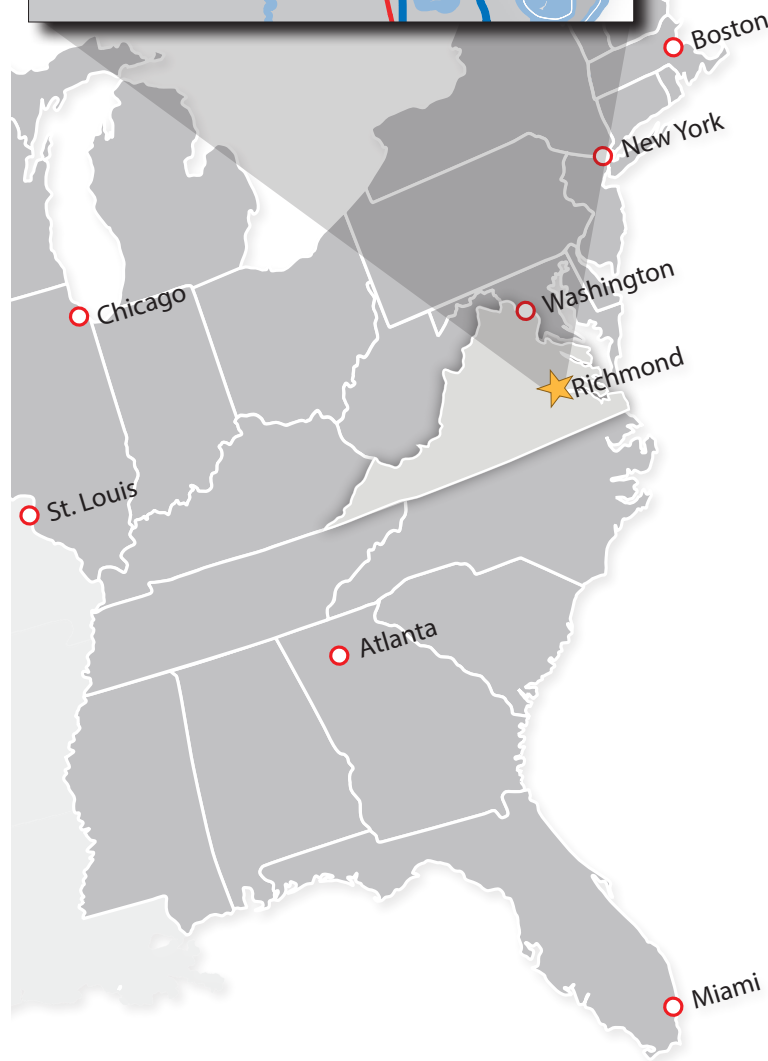 Boston
New York
Washington
Chicago
Richmond
St. Louis
Atlanta
Miami